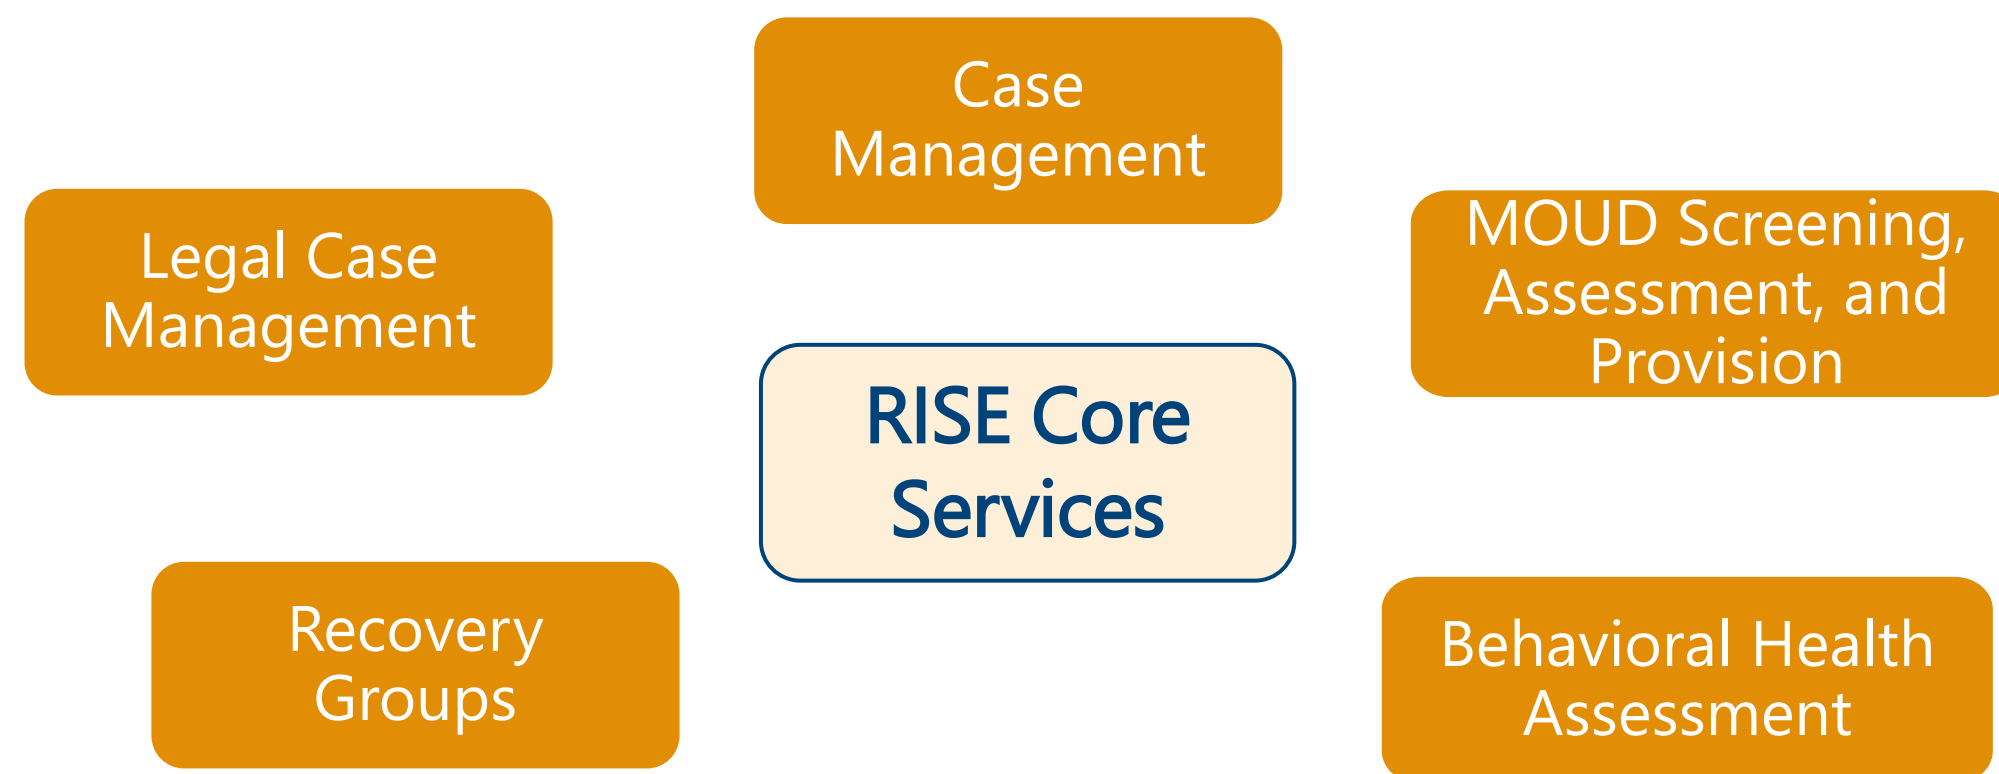 Case
Management
Legal Case
Management
MOUD Screening,
Assessment, and
Provision
RISE Core
Services
Recovery
Groups
Behavioral Health
Assessment